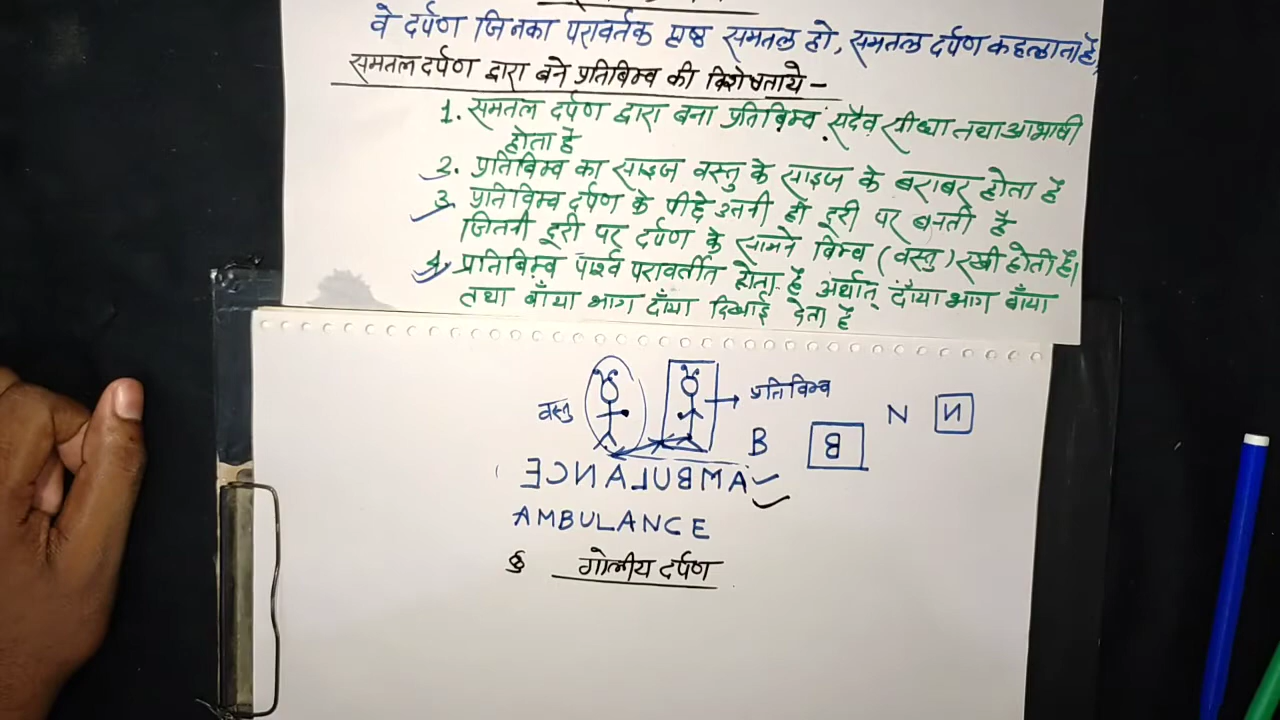 वे दर्पण जिनका परावर्तक पृष्ठ समतल हो, समतल दर्पण कहलाता है,
समतल दर्पण द्वारा बने प्रतिबिम्ब की विशेषतायें -
1. समतल दर्पण द्वारा बना प्रतिबिम्ब सदैव सीधा तथा आभाषी
होता है
2. प्रतिबिम्ब का साइज वस्तु के साइज के बराबर होता है
3. प्रतिबिम्ब दर्पण के पीछे उतनी ही दूरी पर बनती है
जितनी दूरी पर दर्पण के सामने बिम्ब (वस्तु) रखी होती है।
4. प्रतिबिम्ब पार्श्व परावर्तीत होता है अर्थात् दाँया भाग बाँया
तथा बाँया भाग दाँया दिखाई देता है
वस्तु प्रतिबिम्ब
B B N N
AMBULANCE
AMBULANCE
गोलीय दर्पण